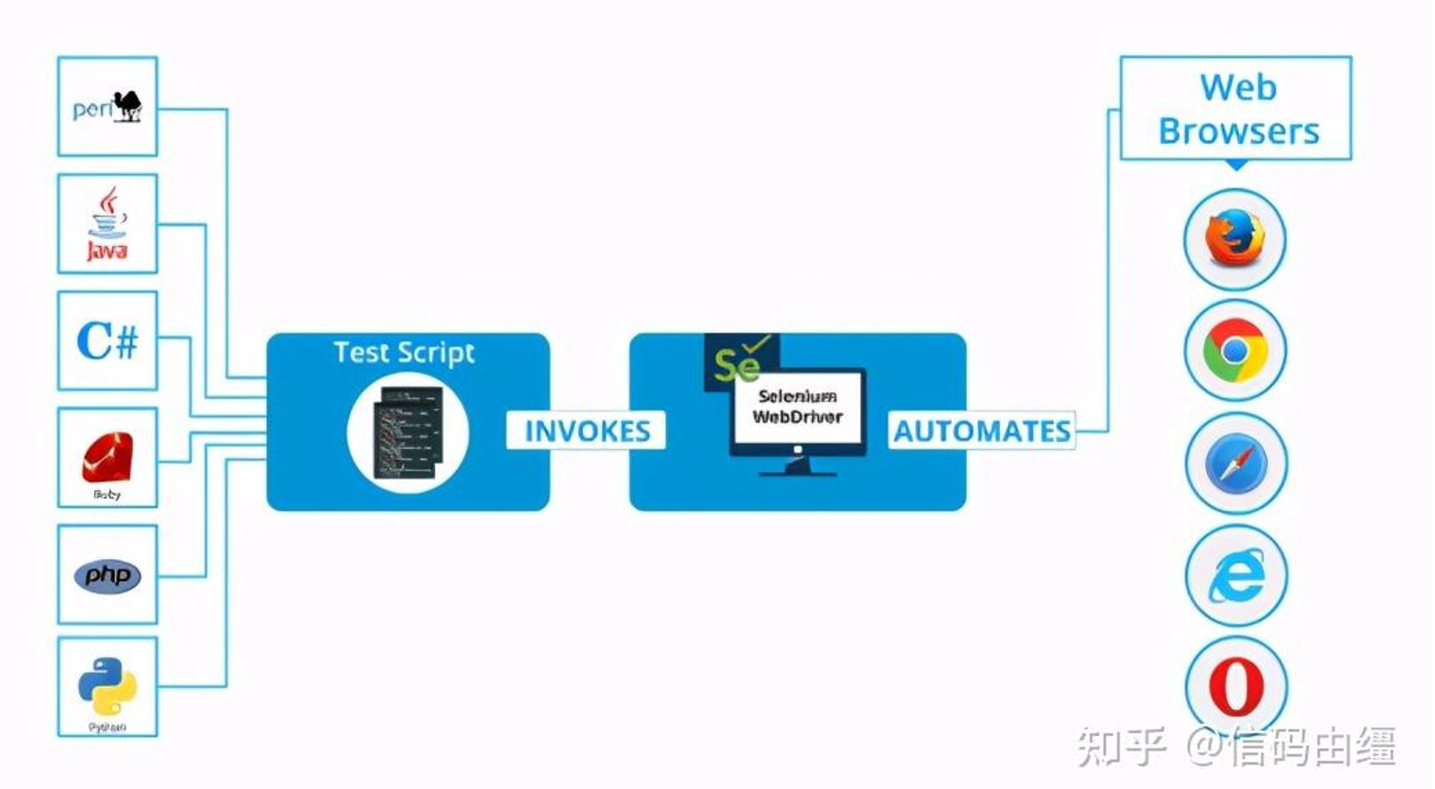 perl
Java
C#
Ruby
php
Python
Test Script
INVOKES
Se
Selenium
WebDriver
AUTOMATES
Web
Browsers
知乎 @信码由缰